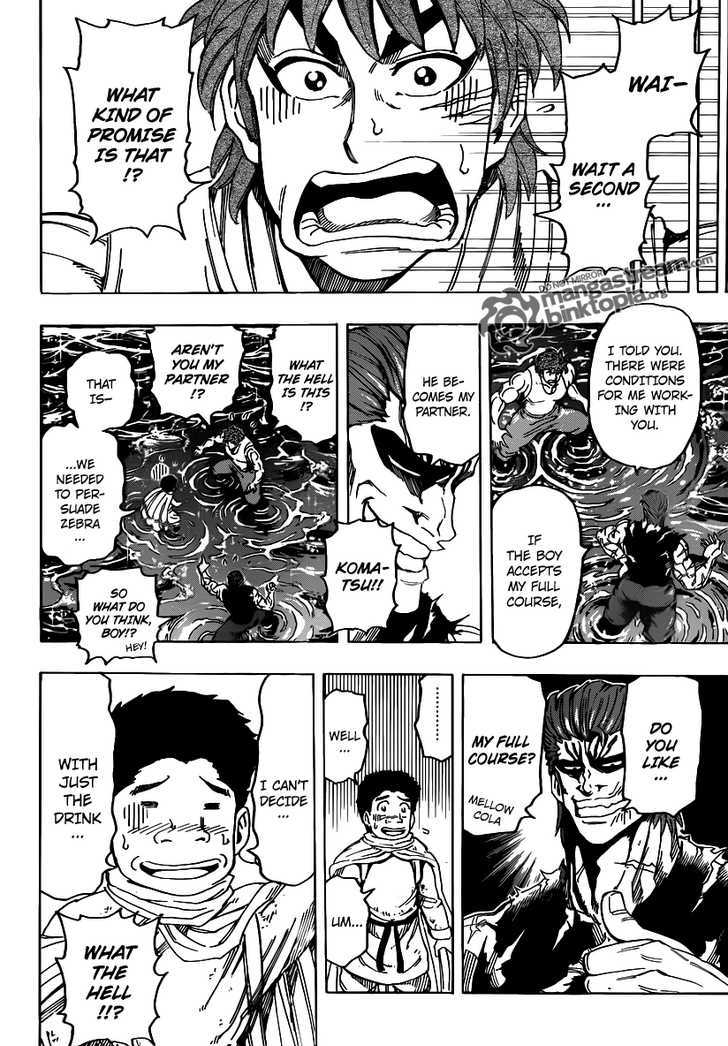 WAI-
WAIT A
SECOND
...
WHAT
KIND OF
PROMISE
IS THAT
!?
DO NOT MIRROR
mangastream.com
binktopia.org
I TOLD YOU.
THERE WERE
CONDITIONS
FOR ME WORK-
ING WITH
YOU.
IF
THE BOY
ACCEPTS
MY FULL
COURSE,
HE BE-
COMES MY
PARTNER.
KOMA-
TSU!!
WHAT
THE HELL
IS THIS
!?
AREN'T
YOU MY
PARTNER
!?
THAT
IS-
...WE
NEEDED
TO PER-
SUADE
ZEBRA
...
SO
WHAT DO
YOU THINK,
BOY!?
HEY!
DO
YOU
LIKE
...
MY FULL
COURSE?
MELLOW
COLA
.........
WELL
...
UM...
.........
I CAN'T
DECIDE
...
WITH
JUST
THE
DRINK
...
WHAT
THE
HELL
!!?